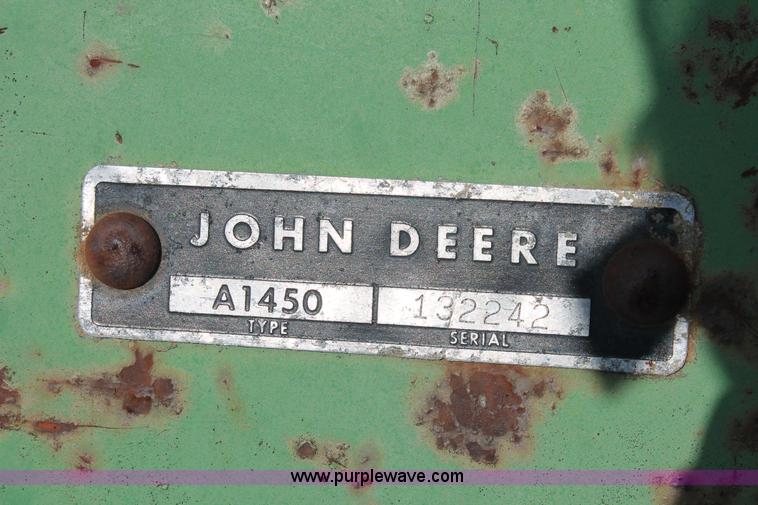 JOHN DEERE
A1450 132242
TYPE SERIAL
www.purplewave.com